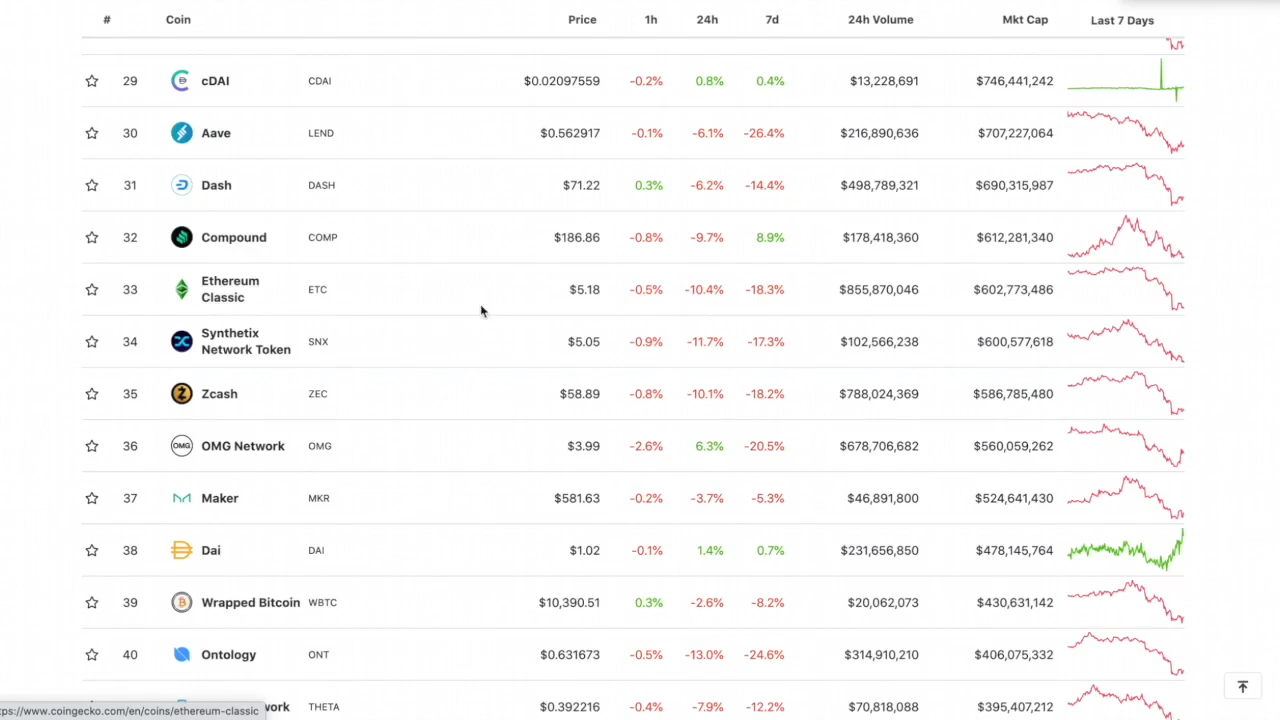 # Coin Price 1h 24h 7d 24h Volume Mkt Cap Last 7 Days
29 cDAI CDAI $0.02097559 -0.2% 0.8% 0.4% $13,228,691 $746,441,242
30 Aave LEND $0.562917 -0.1% -6.1% -26.4% $216,890,636 $707,227,064
31 Dash DASH $71.22 0.3% -6.2% -14.4% $498,789,321 $690,315,987
32 Compound COMP $186.86 -0.8% -9.7% 8.9% $178,418,360 $612,281,340
Ethereum
33 ETC $5.18 -0.5% -10.4% -18.3% $855,870,046 $602,773,486
Classic
Synthetix
34 SNX $5.05 -0.9% -11.7% -17.3% $102,566,238 $600,577,618
Network Token
35 Zcash ZEC $58.89 -0.8% -10.1% -18.2% $788,024,369 $586,785,480
36 OMG OMG Network OMG $3.99 -2.6% 6.3% -20.5% $678,706,682 $560,059,262
37 Maker MKR $581.63 -0.2% -3.7% -5.3% $46,891,800 $524,641,430
38 Dai DAI $1.02 -0.1% 1.4% 0.7% $231,656,850 $478,145,764
39 Wrapped Bitcoin WBTC $10,390.51 0.3% -2.6% -8.2% $20,062,073 $430,631,142
40 Ontology ONT $0.631673 -0.5% -13.0% -24.6% $314,910,210 $406,075,332
work THETA $0.392216 -0.4% -7.9% -12.2% $70,818,088 $395,407,212
tps://www.coingecko.com/en/coins/ethereum-classic